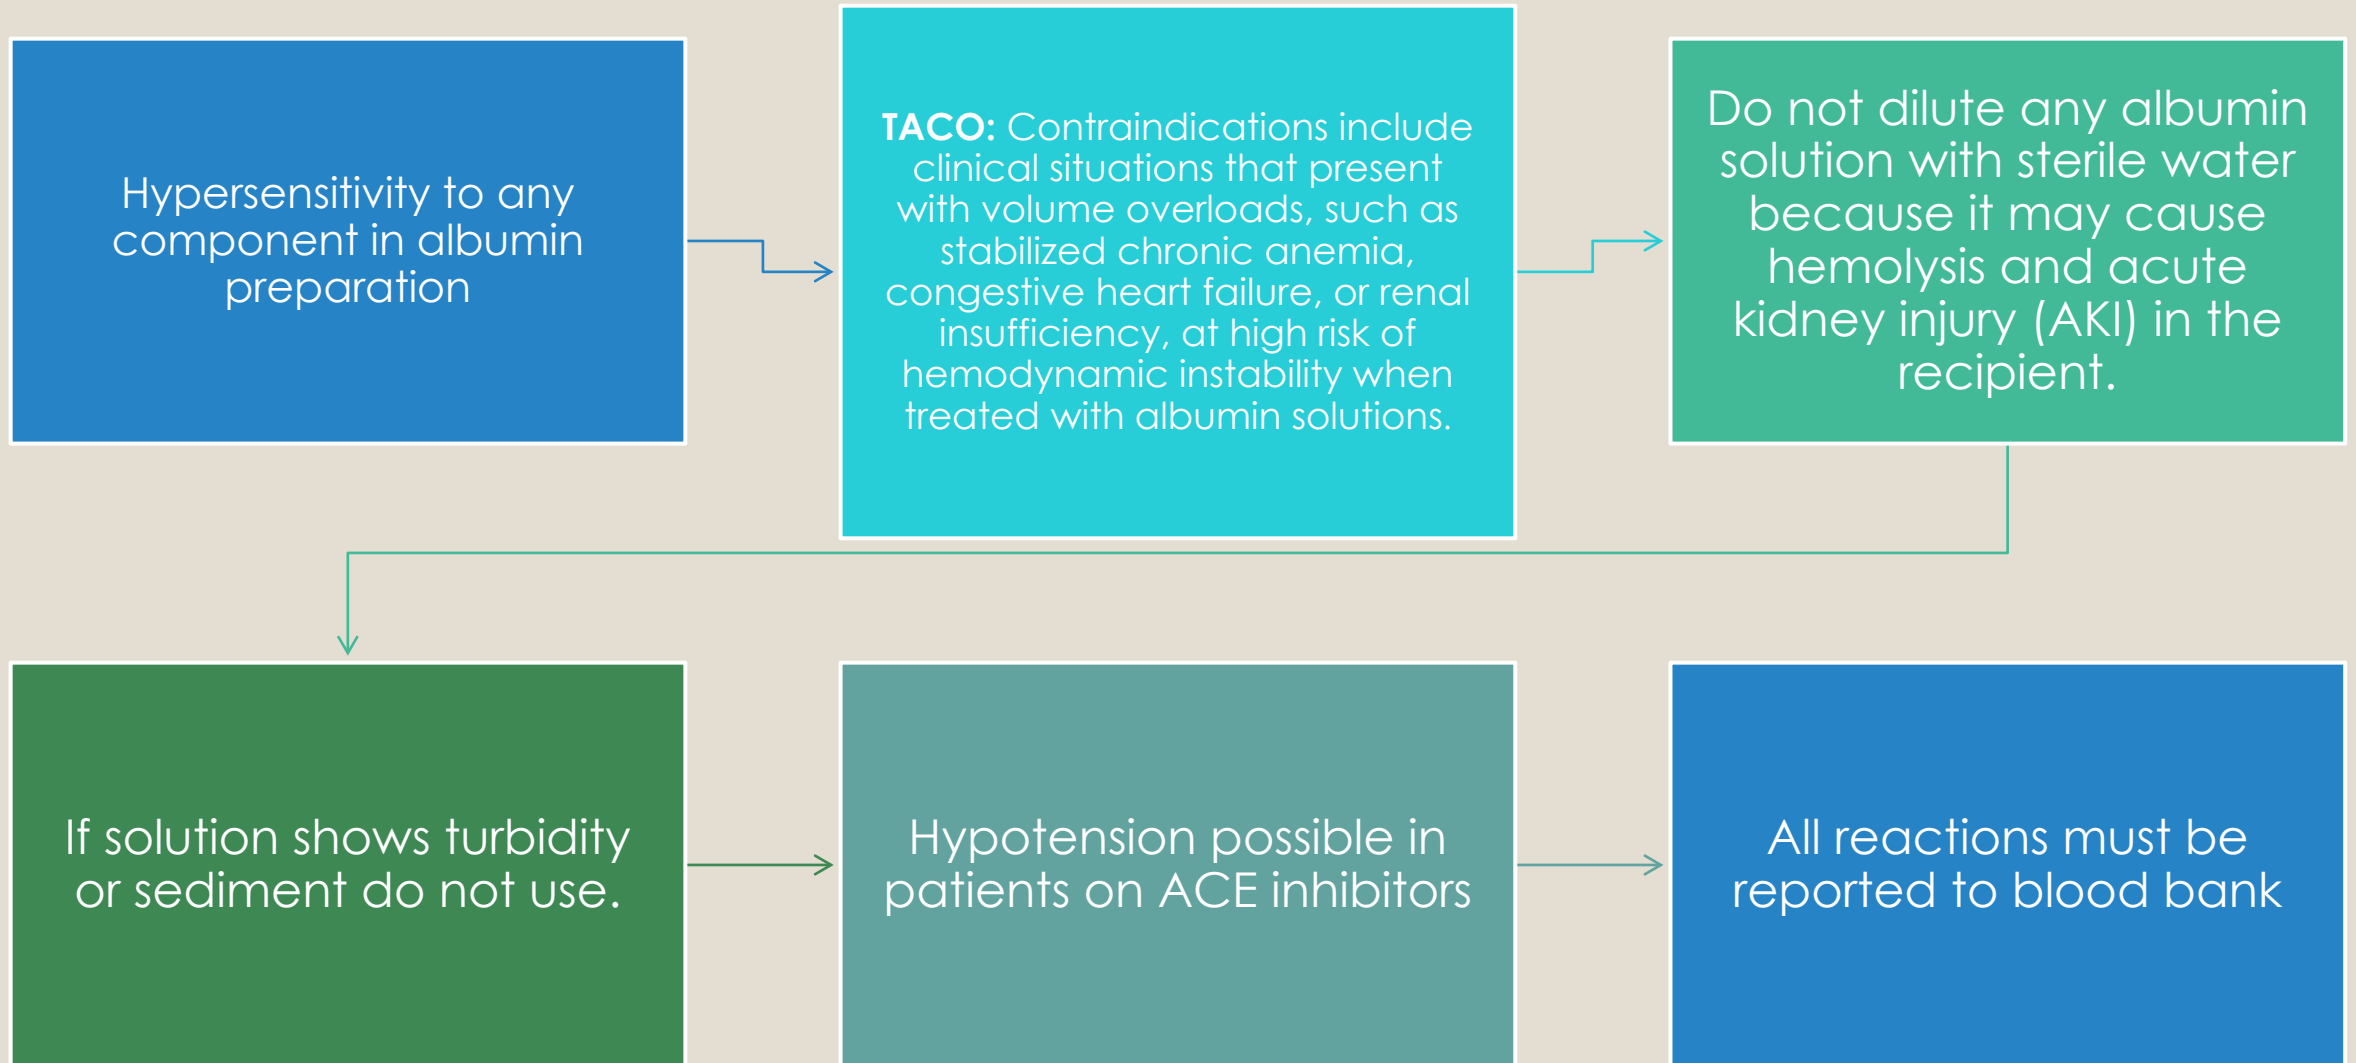 Hypersensitivity to any
component in albumin
preparation
TACO: Contraindications include
clinical situations that present
with volume overloads, such as
stabilized chronic anemia,
congestive heart failure, or renal
insufficiency, at high risk of
hemodynamic instability when
treated with albumin solutions.
Do not dilute any albumin
solution with sterile water
because it may cause
hemolysis and acute
kidney injury (AKI) in the
recipient.
If solution shows turbidity
or sediment do not use.
Hypotension possible in
patients on ACE inhibitors
All reactions must be
reported to blood bank